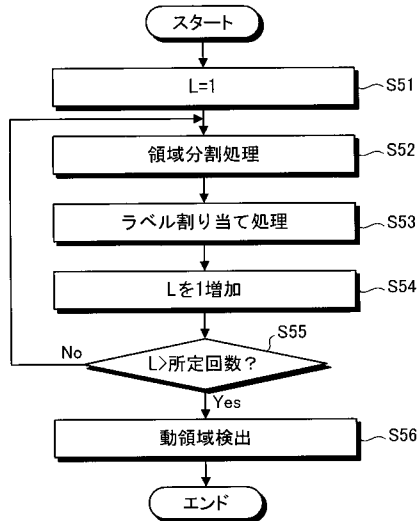 スタート
L=1
S51
領域分割処理
S52
ラベル割り当て処理
S53
Lを1増加
S54
S55
L>所定回数?
No
Yes
動領域検出
S56
エンド